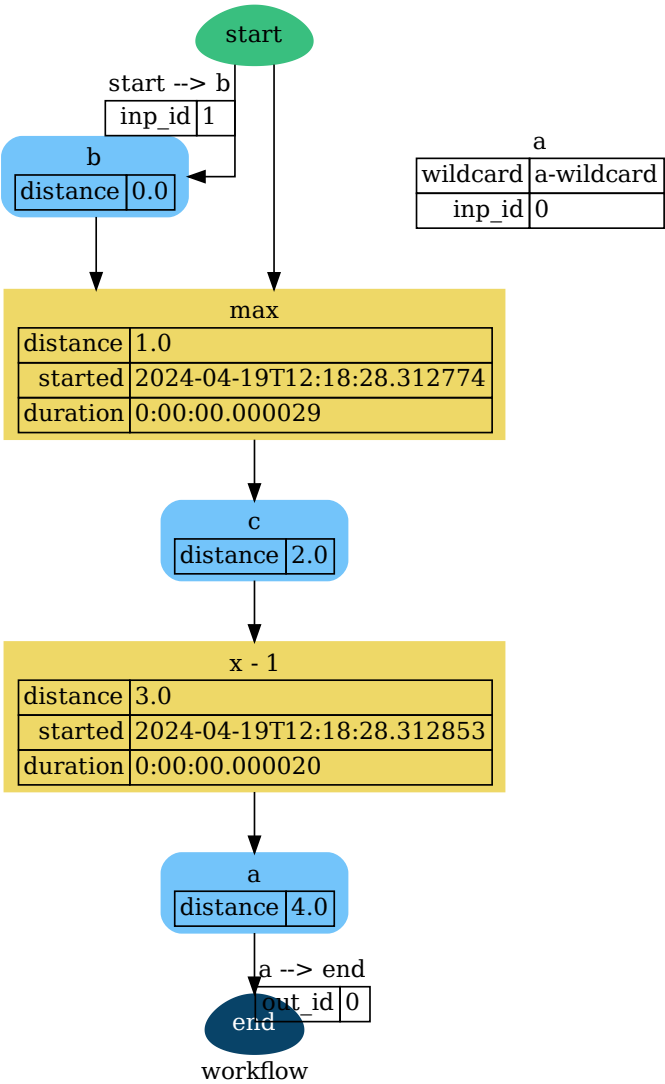 start
start --> b
inp_id 1
b
distance 0.0
a
wildcard a-wildcard
inp_id 0
max
distance 1.0
started 2024-04-19T12:18:28.312774
duration 0:00:00.000029
c
distance 2.0
x - 1
distance 3.0
started 2024-04-19T12:18:28.312853
duration 0:00:00.000020
a
distance 4.0
a --> end
out_id 0
end
workflow